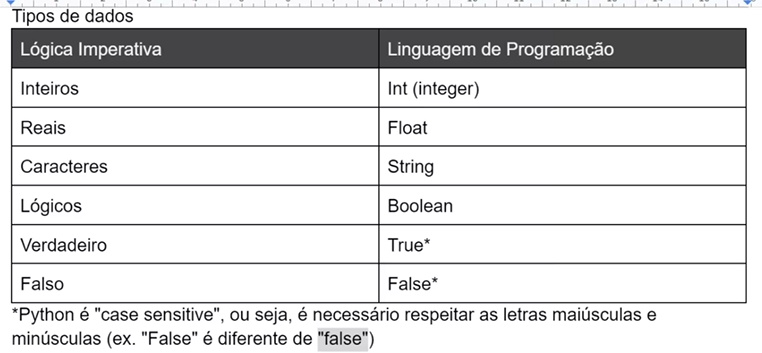 Tipos de dados
Lógica Imperativa Linguagem de Programação
Inteiros Int (integer)
Reais Float
Caracteres String
Lógicos Boolean
Verdadeiro True*
Falso False*
*Python é "case sensitive", ou seja, é necessário respeitar as letras maiúsculas e
minúsculas (ex. "False" é diferente de "false")